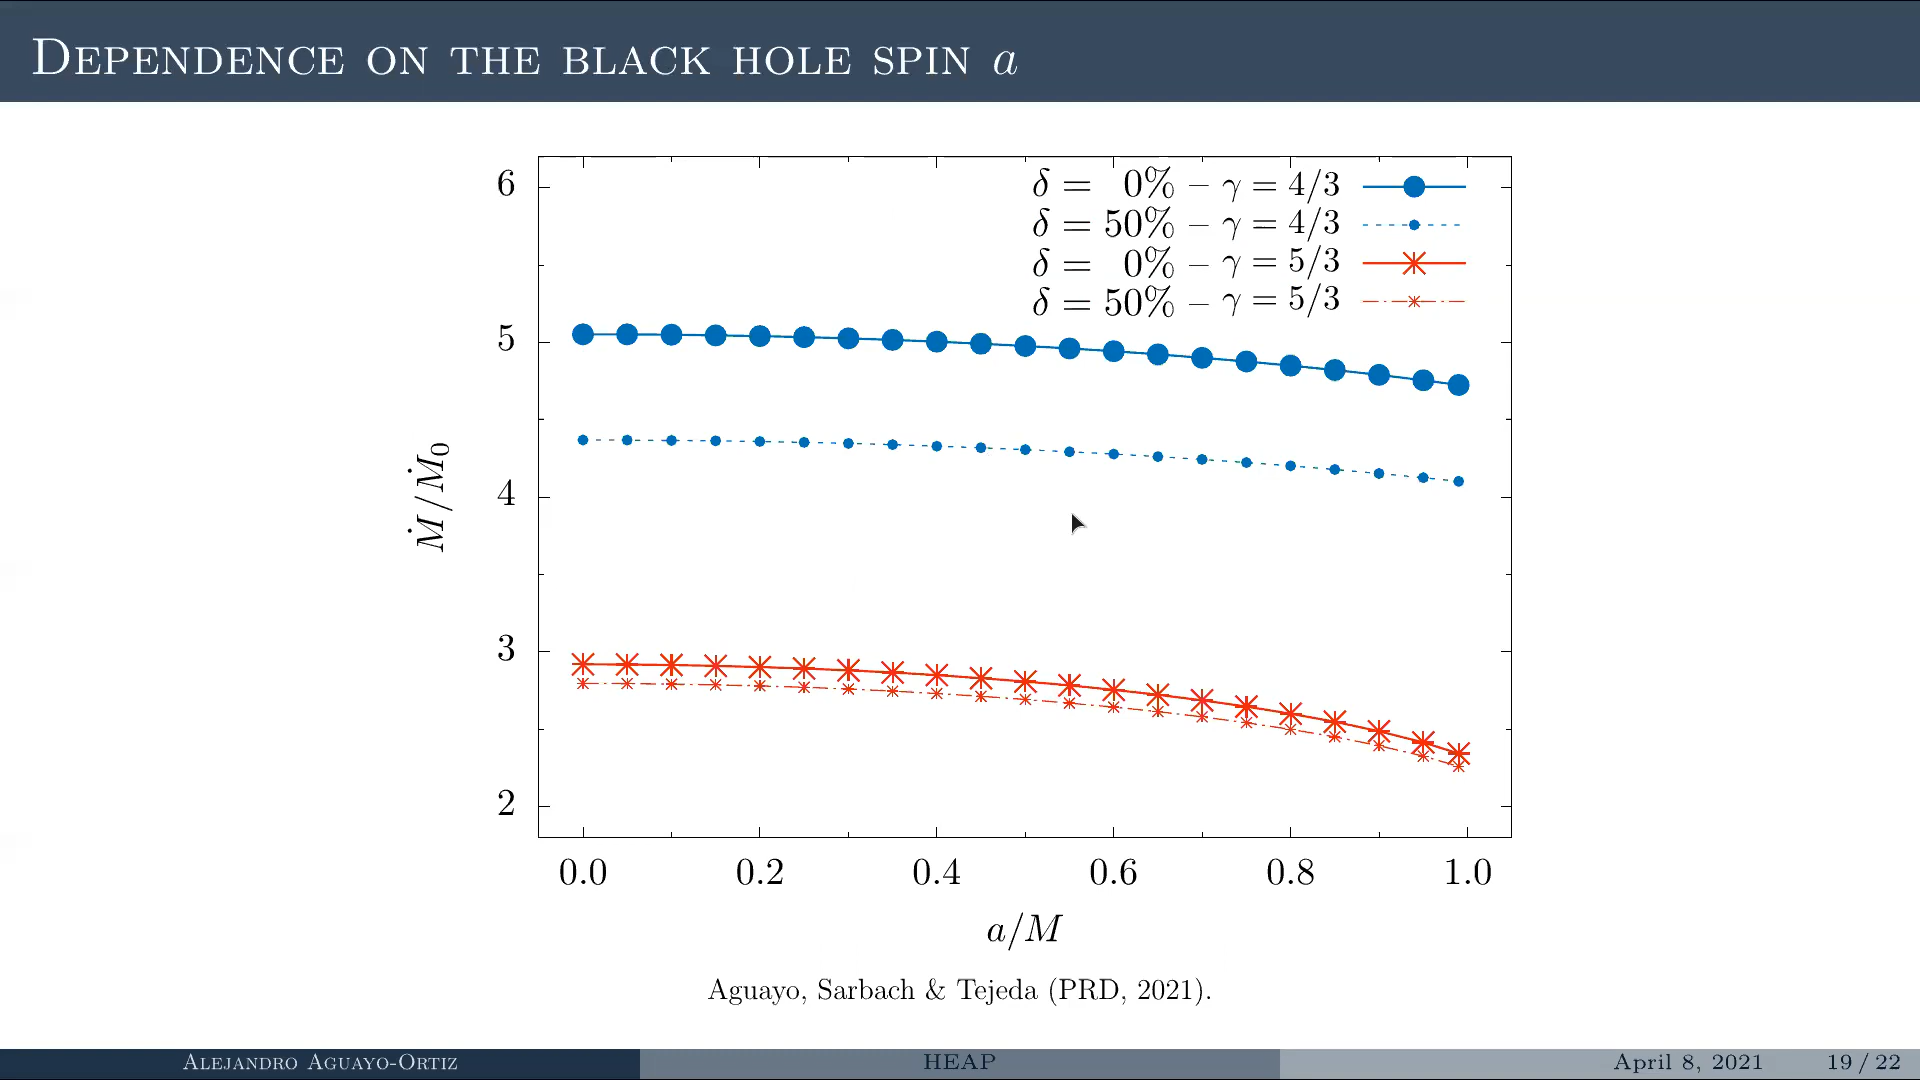 Dependence on the black hole spin a
δ = 0% – γ = 4/3
δ = 50% – γ = 4/3
δ = 0% – γ = 5/3
δ = 50% – γ = 5/3
6
5
4
3
2
Ṁ/Ṁ₀
0.0 0.2 0.4 0.6 0.8 1.0
a/M
Aguayo, Sarbach & Tejeda (PRD, 2021).
Alejandro Aguayo-Ortiz HEAP April 8, 2021 19 / 22